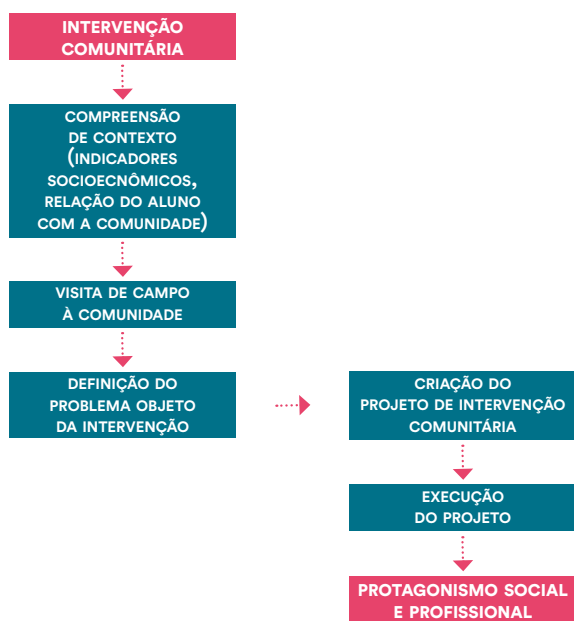 INTERVENÇÃO
COMUNITÁRIA
COMPREENSÃO
DE CONTEXTO
(INDICADORES
SOCIOECNÔMICOS,
RELAÇÃO DO ALUNO
COM A COMUNIDADE)
VISITA DE CAMPO
À COMUNIDADE
DEFINIÇÃO DO
PROBLEMA OBJETO
DA INTERVENÇÃO
CRIAÇÃO DO
PROJETO DE INTERVENÇÃO
COMUNITÁRIA
EXECUÇÃO
DO PROJETO
PROTAGONISMO SOCIAL
E PROFISSIONAL